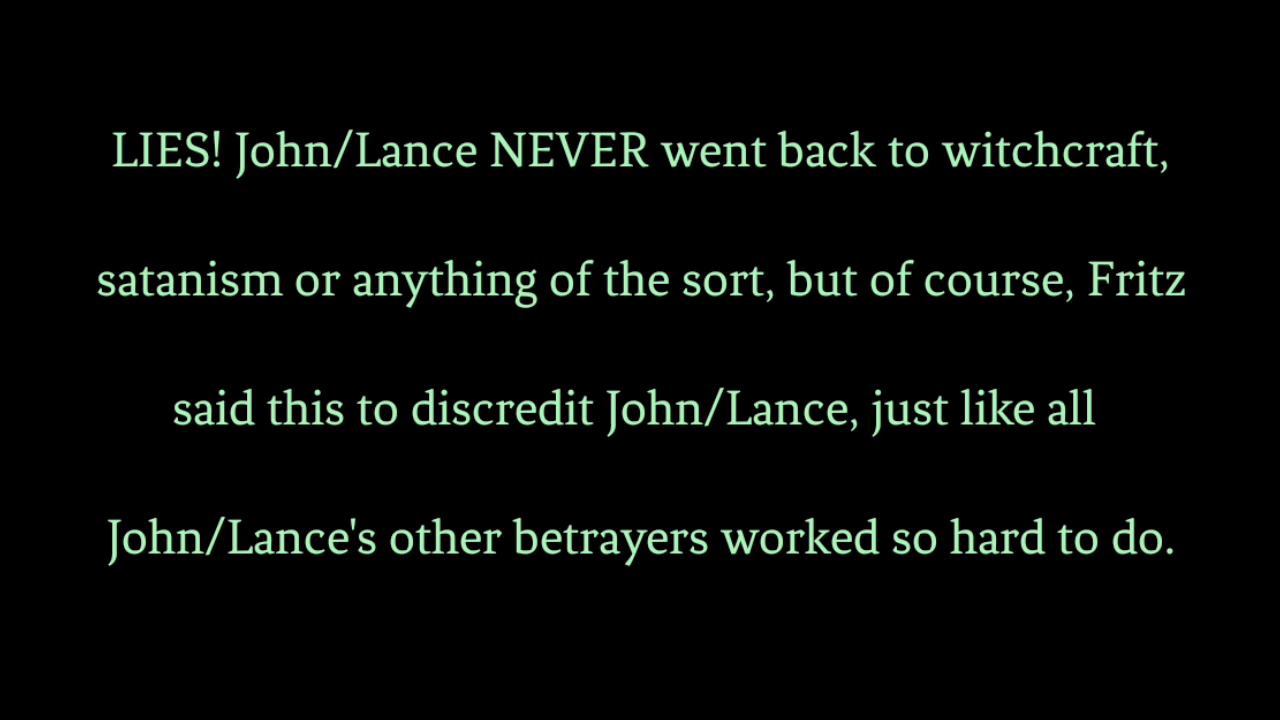 LIES! John/Lance NEVER went back to witchcraft,
satanism or anything of the sort, but of course, Fritz
said this to discredit John/Lance, just like all
John/Lance's other betrayers worked so hard to do.